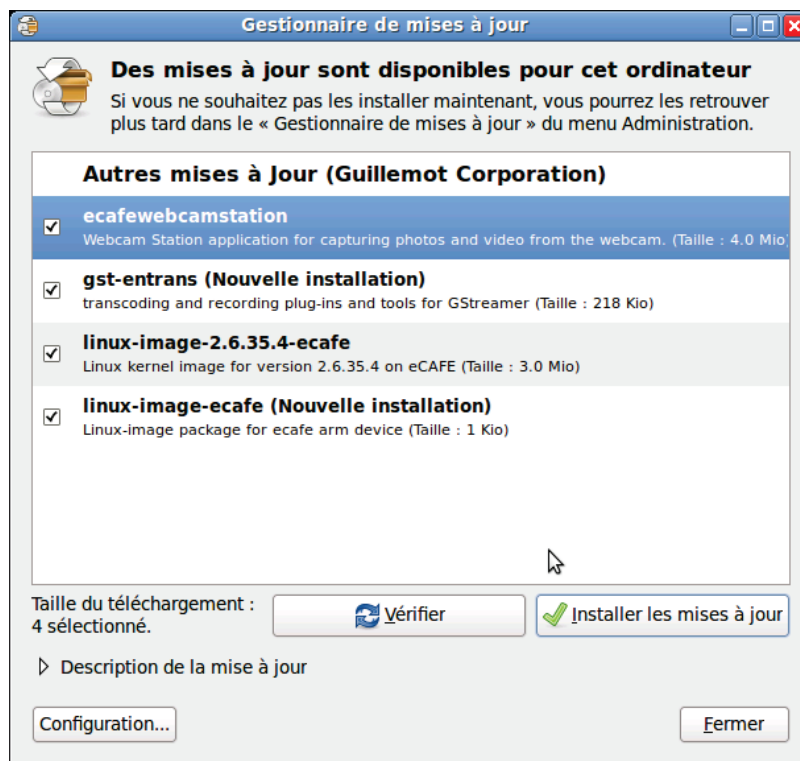 Gestionnaire de mises à jour
Des mises à jour sont disponibles pour cet ordinateur
Si vous ne souhaitez pas les installer maintenant, vous pourrez les retrouver
plus tard dans le « Gestionnaire de mises à jour » du menu Administration.
Autres mises à Jour (Guillemot Corporation)
ecafewebcamstation
Webcam Station application for capturing photos and video from the webcam. (Taille : 4.0 Mio)
gst-entrans (Nouvelle installation)
transcoding and recording plug-ins and tools for GStreamer (Taille : 218 Kio)
linux-image-2.6.35.4-ecafe
Linux kernel image for version 2.6.35.4 on eCAFE (Taille : 3.0 Mio)
linux-image-ecafe (Nouvelle installation)
Linux-image package for ecafe arm device (Taille : 1 Kio)
Taille du téléchargement :
4 sélectionné.
Vérifier
Installer les mises à jour
Description de la mise à jour
Configuration...
Fermer